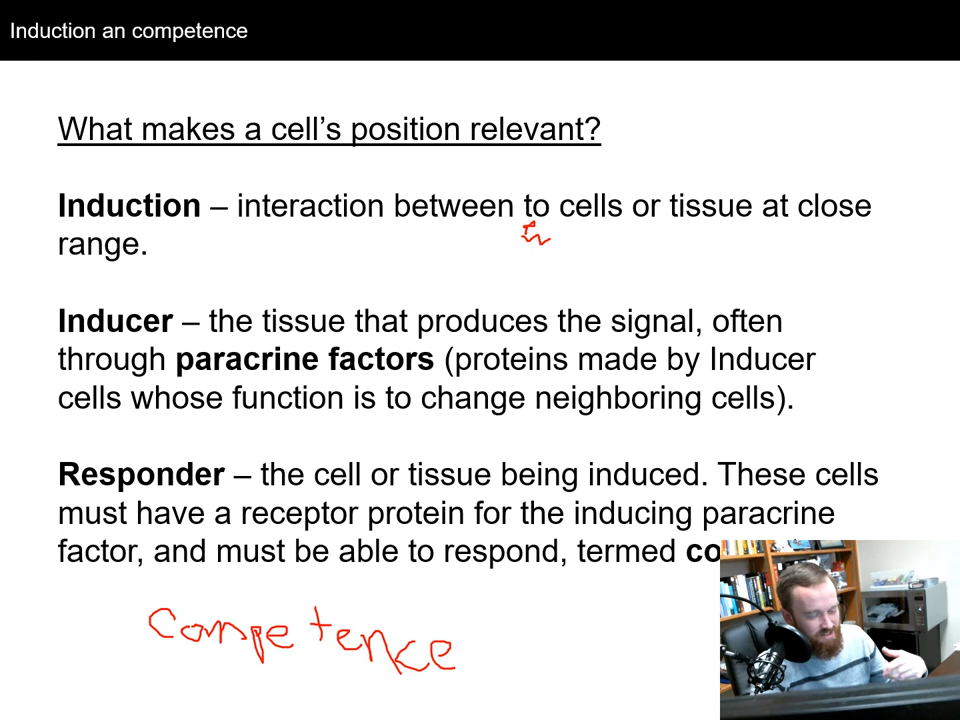 Induction an competence
What makes a cell’s position relevant?
Induction – interaction between to cells or tissue at close
range.
Inducer – the tissue that produces the signal, often
through paracrine factors (proteins made by Inducer
cells whose function is to change neighboring cells).
Responder – the cell or tissue being induced. These cells
must have a receptor protein for the inducing paracrine
factor, and must be able to respond, termed co
competence